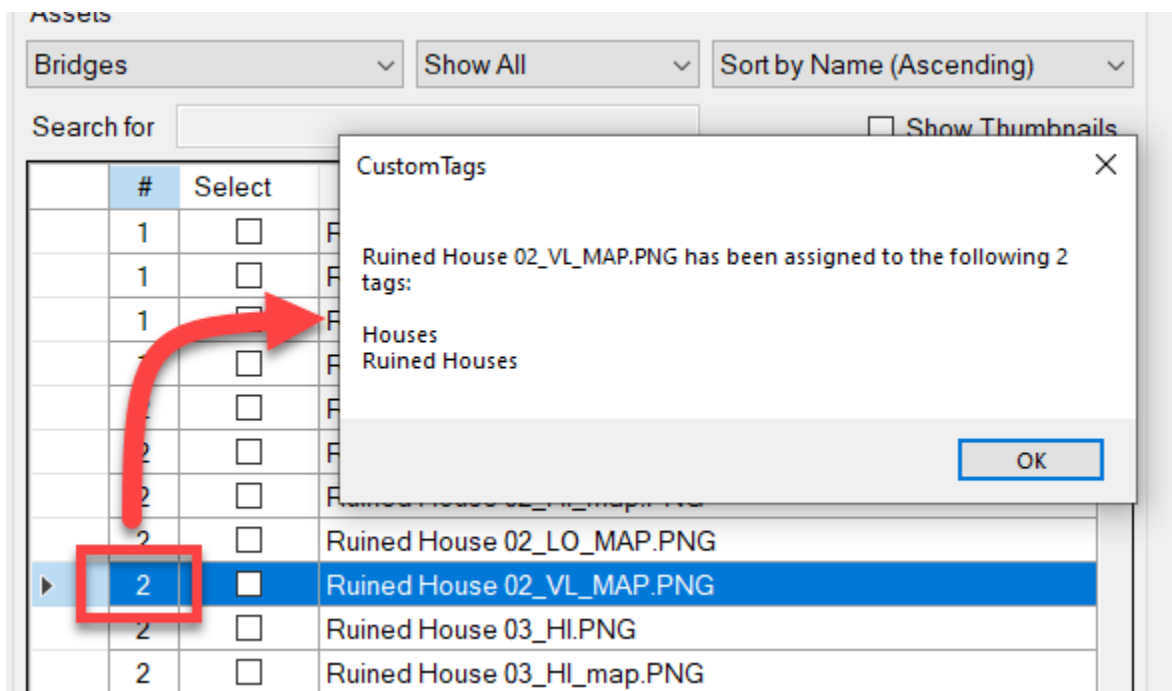 Assets
Bridges Show All Sort by Name (Ascending)
Search for Show Thumbnails
CustomTags
Ruined House 02_VL_MAP.PNG has been assigned to the following 2
tags:
Houses
Ruined Houses
OK
# Select
1
1
1
2
2
2 Ruined House 02_LO_MAP.PNG
2 Ruined House 02_VL_MAP.PNG
2 Ruined House 03_HI.PNG
2 Ruined House 03_HI_map.PNG